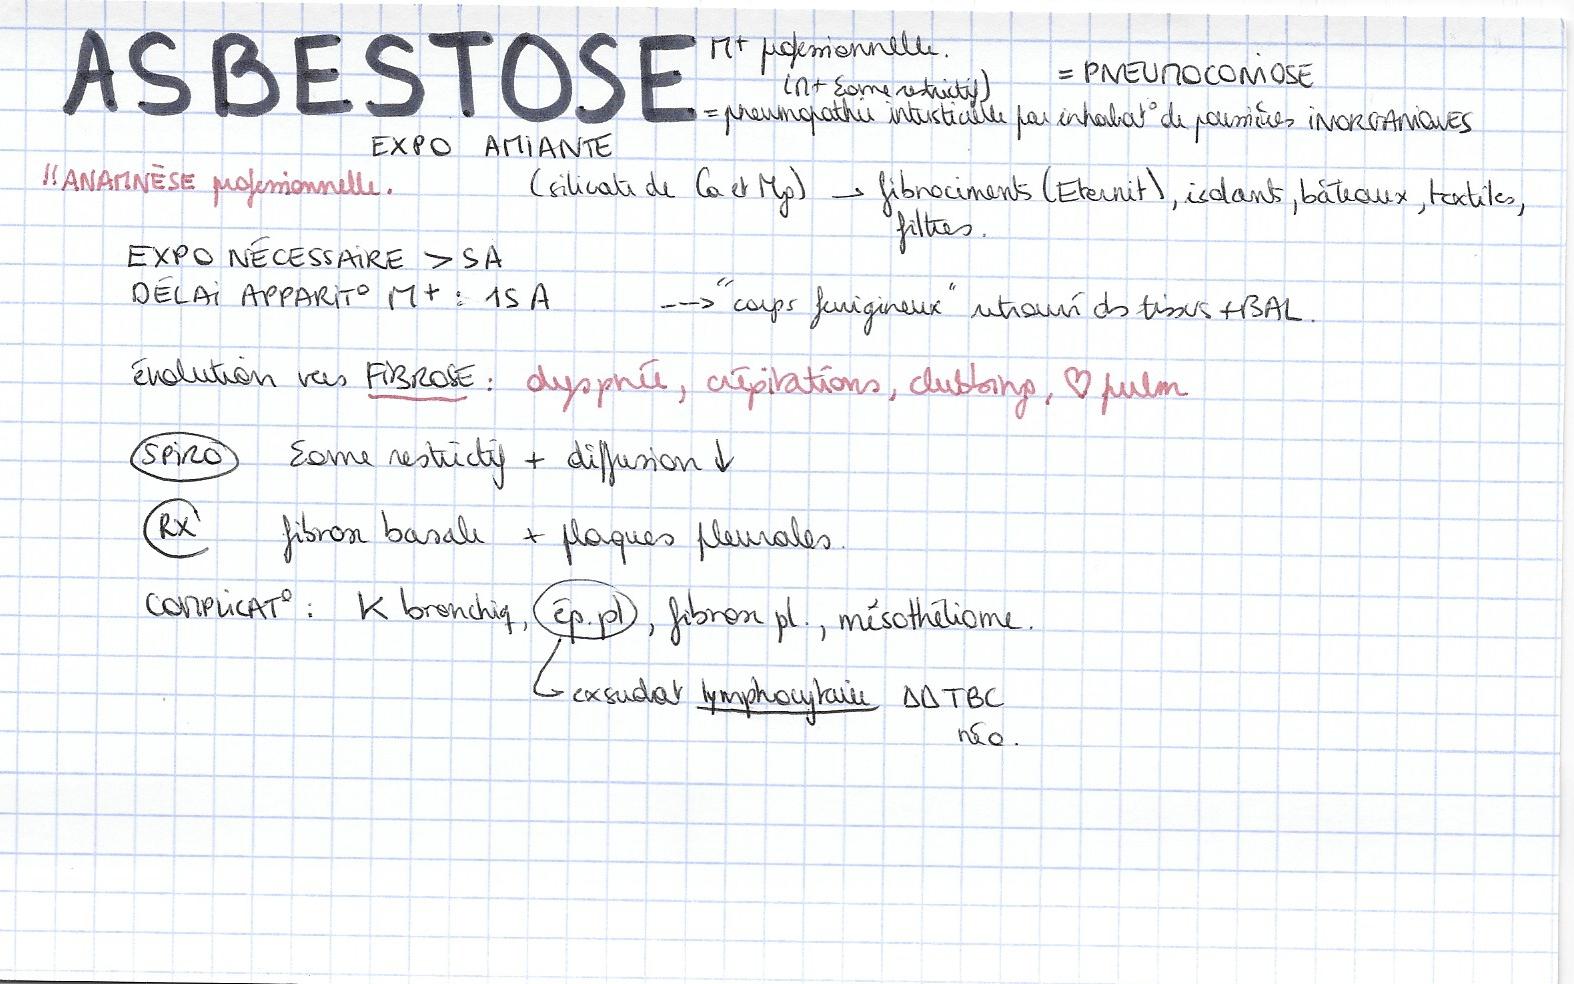 ASBESTOSE
M+ professionnelle.
(M+ Σome restrictif)
= PNEUMOCONIOSE
= pneumopathie interstitielle par inhalat° de poussières INORGANIQUES
EXPO AMIANTE
!! ANAMNÈSE professionnelle.
(silicate de Ca et Mg) → fibrociments (Eternit), isolants, bâteaux, textiles,
filtres.
EXPO NÉCESSAIRE > 5A
DÉLAI APPARIT° M+ : 15A
---> "corps ferrugineux" retrouvé ds tissus + BAL.
évolution vers FIBROSE : dyspnée, crépitations, clubbing, ♡ pulm
SPIRO Σome restrictif + diffusion ↓
RX fibrose basale + plaques pleurales.
COMPLICAT° : K bronchiq, ép. pl, fibrose pl., mésothéliome.
↳ exsudat lymphocytaire ΔΔ TBC
néo.